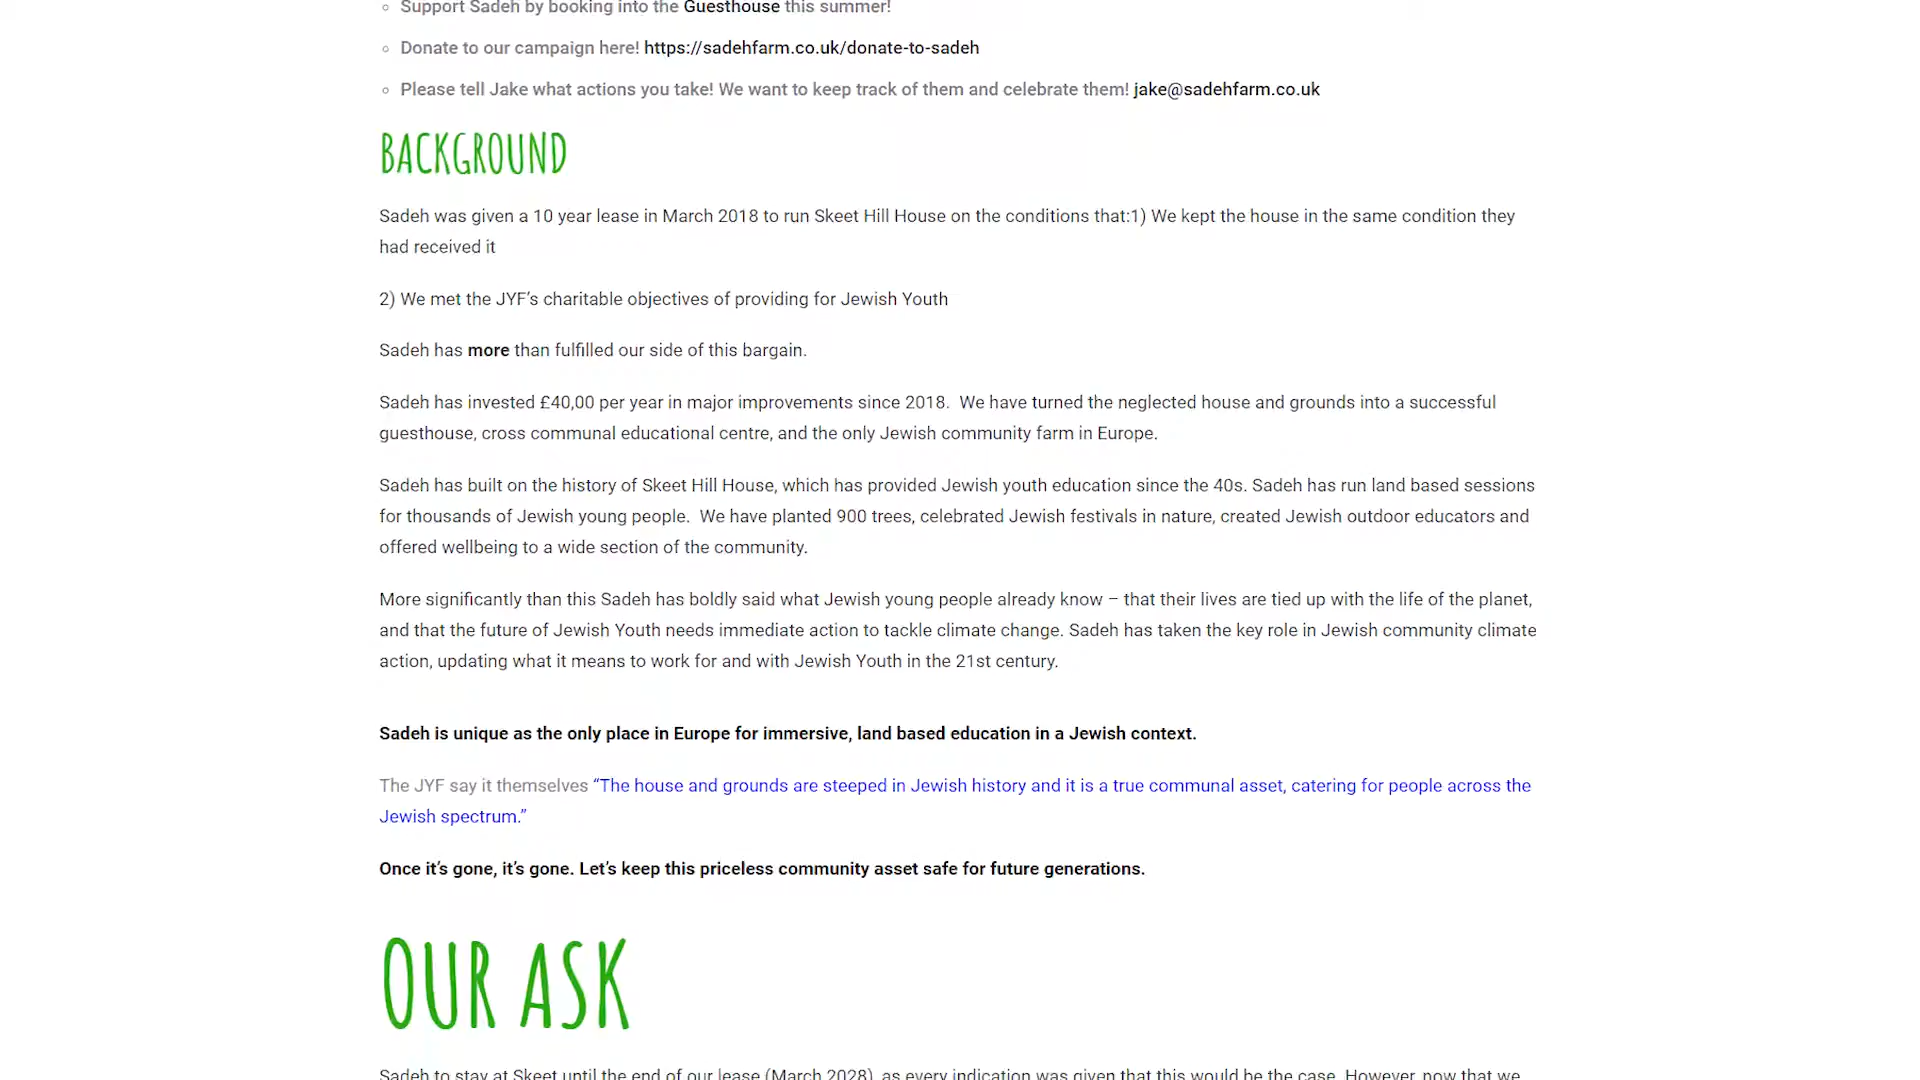 Support Sadeh by booking into the Guesthouse this summer!
Donate to our campaign here! https://sadehfarm.co.uk/donate-to-sadeh
Please tell Jake what actions you take! We want to keep track of them and celebrate them! jake@sadehfarm.co.uk
BACKGROUND
Sadeh was given a 10 year lease in March 2018 to run Skeet Hill House on the conditions that:1) We kept the house in the same condition they
had received it
2) We met the JYF’s charitable objectives of providing for Jewish Youth
Sadeh has more than fulfilled our side of this bargain.
Sadeh has invested £40,00 per year in major improvements since 2018.  We have turned the neglected house and grounds into a successful
guesthouse, cross communal educational centre, and the only Jewish community farm in Europe.
Sadeh has built on the history of Skeet Hill House, which has provided Jewish youth education since the 40s. Sadeh has run land based sessions
for thousands of Jewish young people.  We have planted 900 trees, celebrated Jewish festivals in nature, created Jewish outdoor educators and
offered wellbeing to a wide section of the community.
More significantly than this Sadeh has boldly said what Jewish young people already know – that their lives are tied up with the life of the planet,
and that the future of Jewish Youth needs immediate action to tackle climate change. Sadeh has taken the key role in Jewish community climate
action, updating what it means to work for and with Jewish Youth in the 21st century.
Sadeh is unique as the only place in Europe for immersive, land based education in a Jewish context.
The JYF say it themselves “The house and grounds are steeped in Jewish history and it is a true communal asset, catering for people across the
Jewish spectrum.”
Once it’s gone, it’s gone. Let’s keep this priceless community asset safe for future generations.
OUR ASK
Sadeh to stay at Skeet until the end of our lease (March 2028), as every indication was given that this would be the case. However, now that we